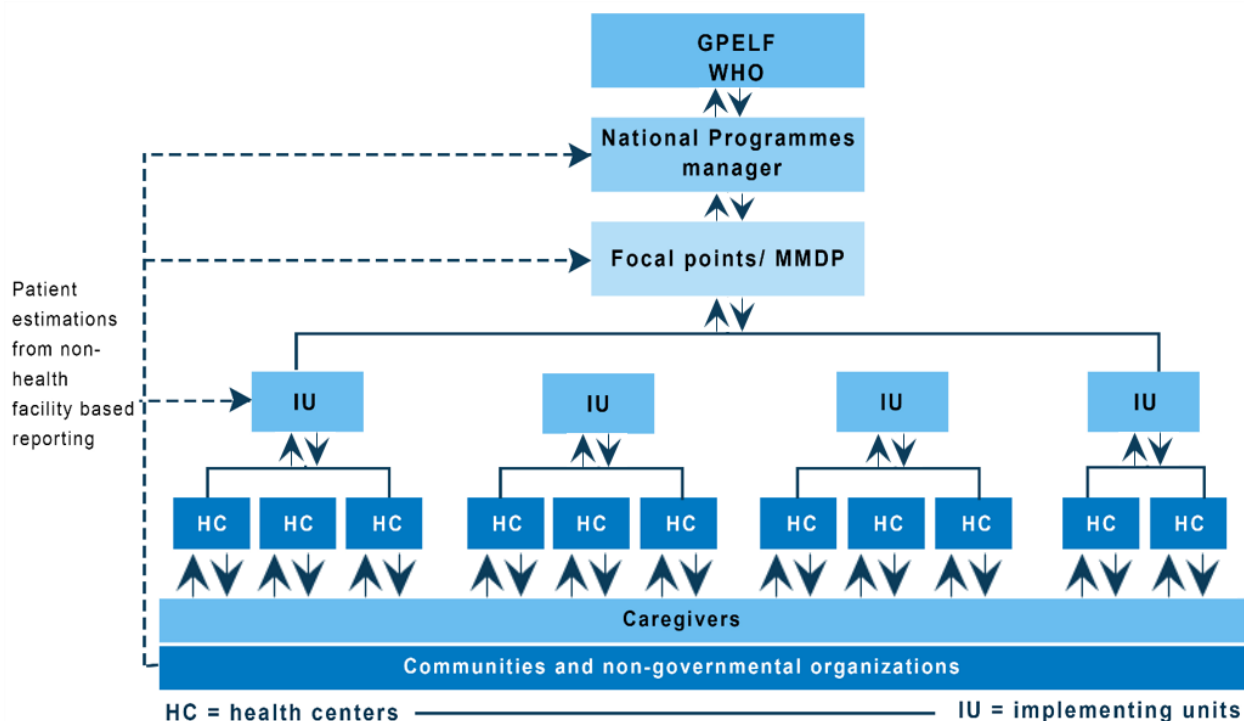 GPELF
WHO
National Programmes
manager
Focal points/ MMDP
Patient
estimations
from non-
health
facility based
reporting
IU
IU
IU
IU
HC
HC
HC
HC
HC
HC
HC
HC
HC
HC
HC
Caregivers
Communities and non-governmental organizations
HC = health centers
IU = implementing units